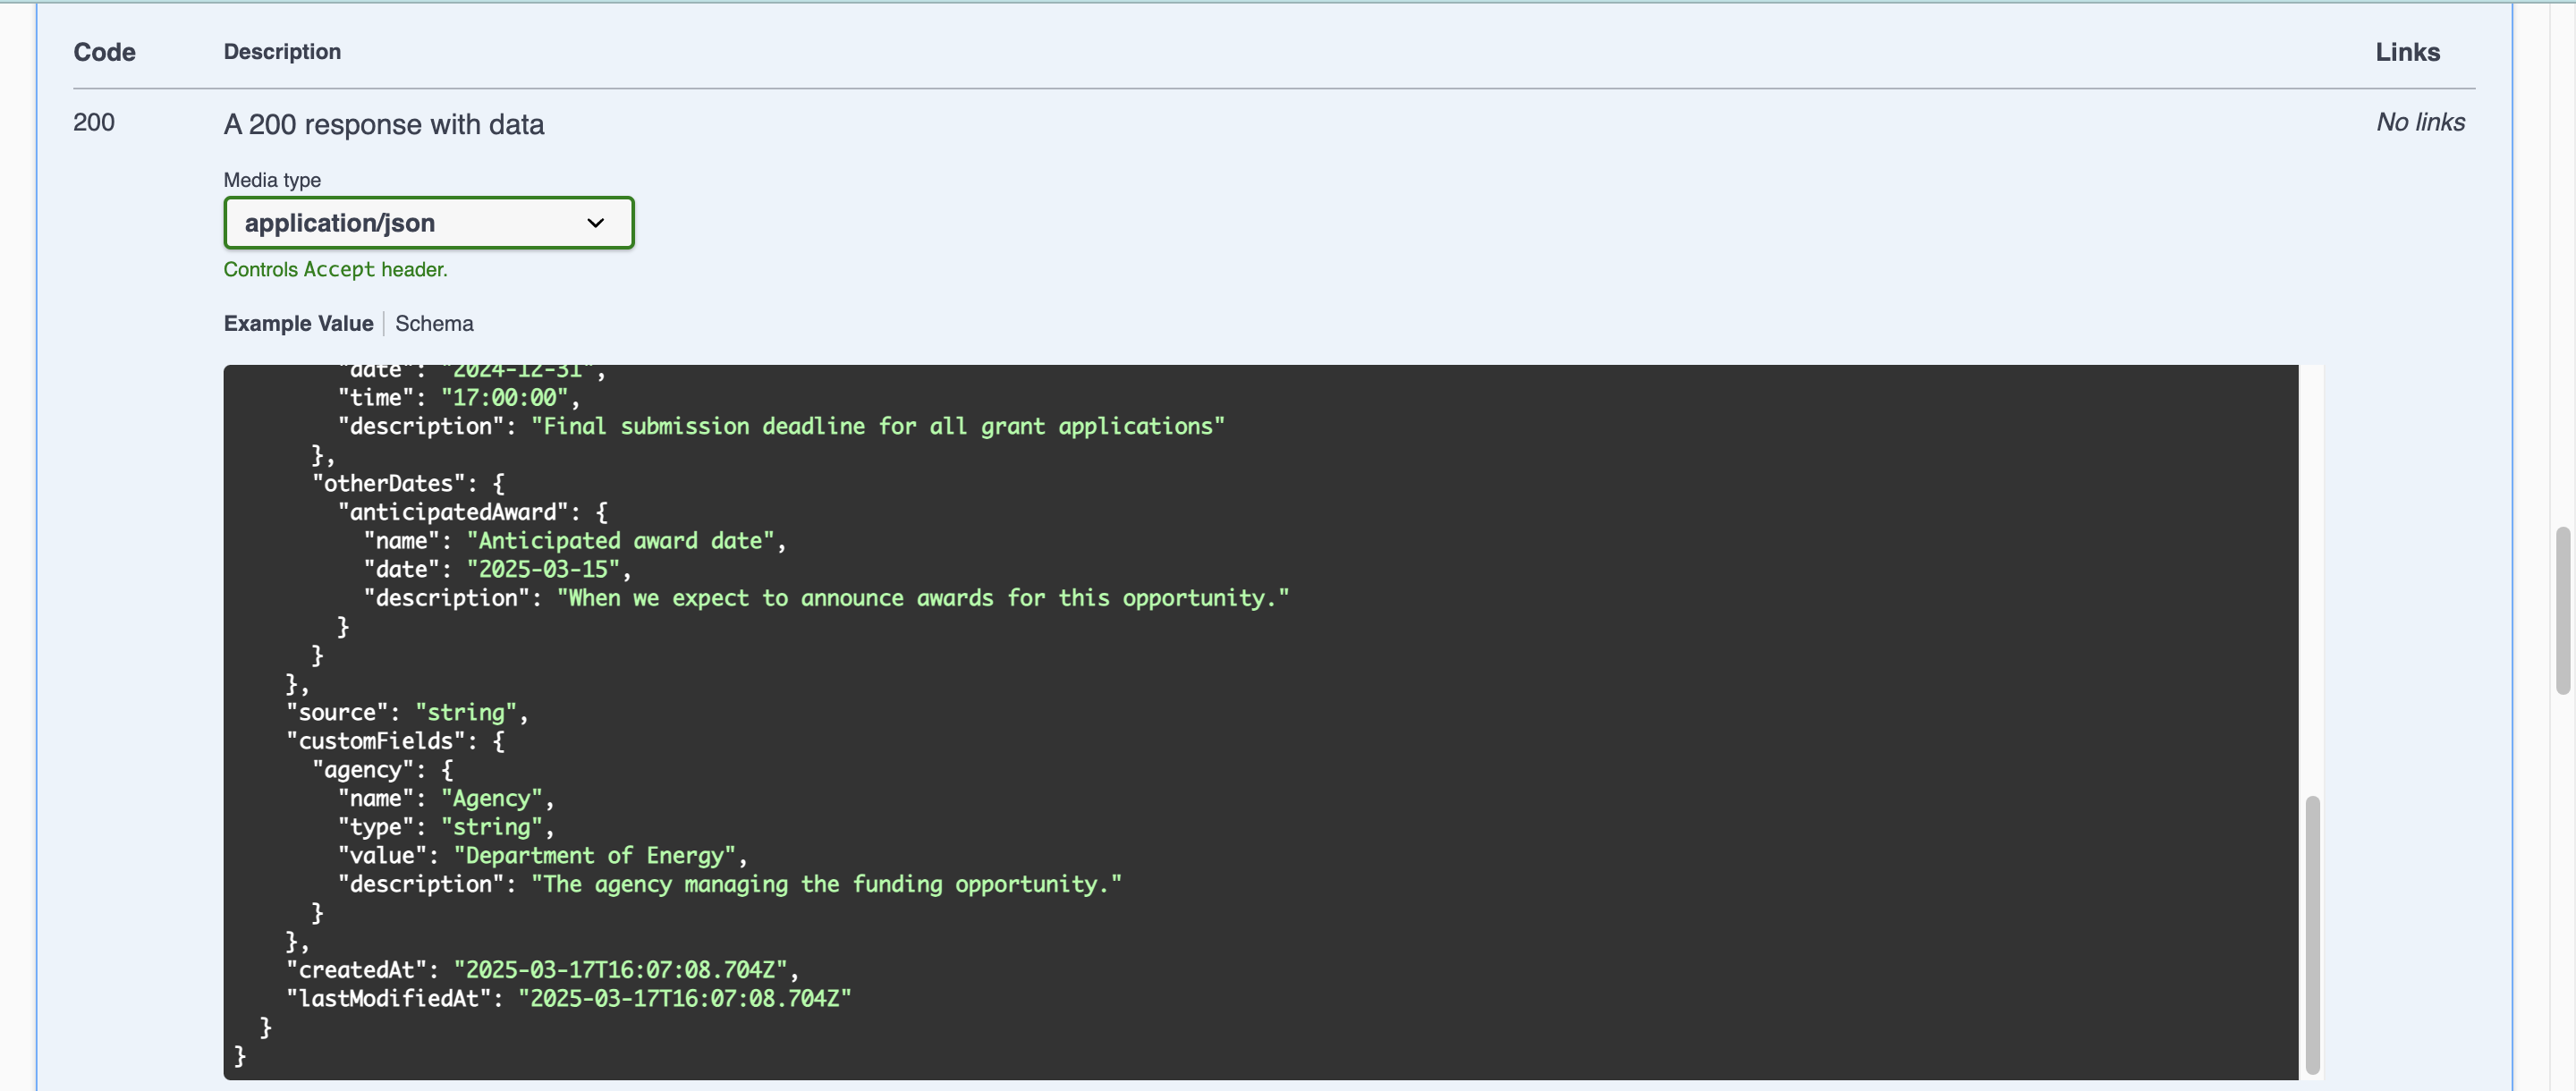 Code Description Links
200 A 200 response with data No links
Media type
application/json
Controls Accept header.
Example Value Schema
"date": "2024-12-31",
"time": "17:00:00",
"description": "Final submission deadline for all grant applications"
},
"otherDates": {
"anticipatedAward": {
"name": "Anticipated award date",
"date": "2025-03-15",
"description": "When we expect to announce awards for this opportunity."
}
}
},
"source": "string",
"customFields": {
"agency": {
"name": "Agency",
"type": "string",
"value": "Department of Energy",
"description": "The agency managing the funding opportunity."
}
},
"createdAt": "2025-03-17T16:07:08.704Z",
"lastModifiedAt": "2025-03-17T16:07:08.704Z"
}
}